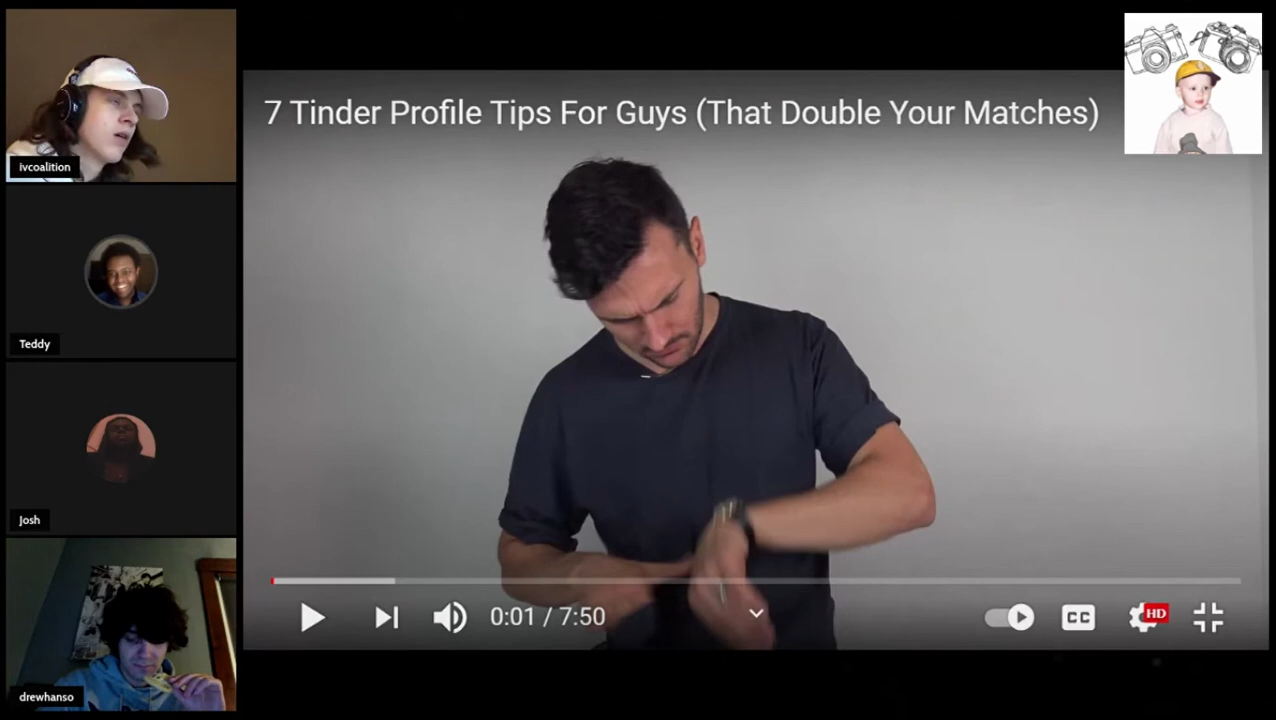 7 Tinder Profile Tips For Guys (That Double Your Matches)
ivcoalition
Teddy
Josh
drewhanso
0:01 / 7:50
CC
HD